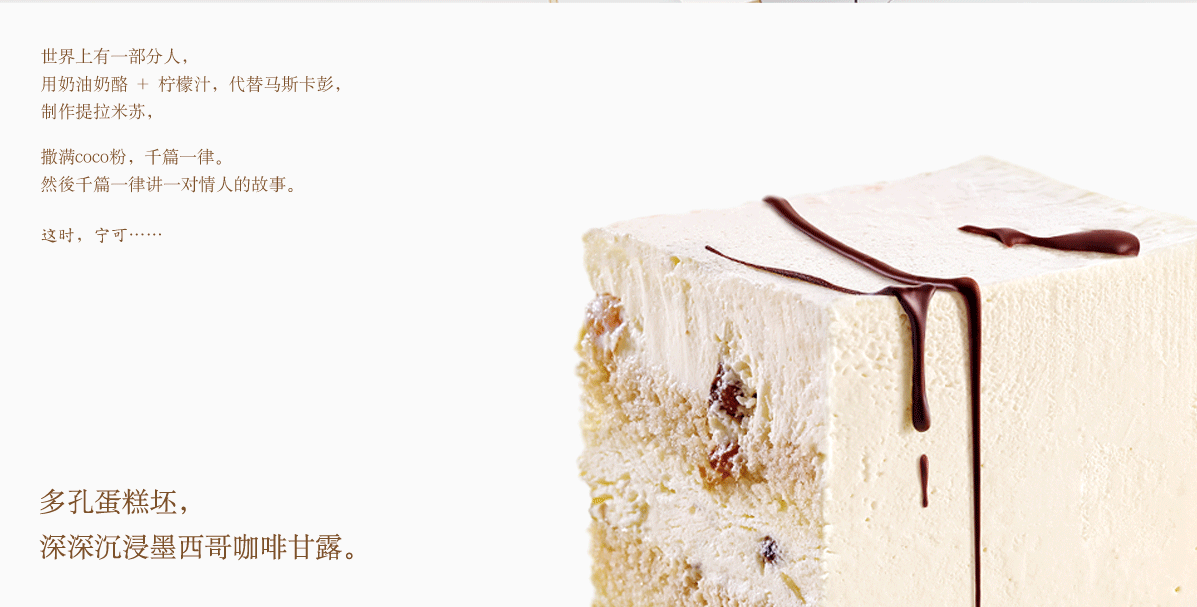 世界上有一部分人，
用奶油奶酪 + 柠檬汁，代替马斯卡彭，
制作提拉米苏，
撒满coco粉，千篇一律。
然後千篇一律讲一对情人的故事。
这时，宁可……
多孔蛋糕坯，
深深沉浸墨西哥咖啡甘露。